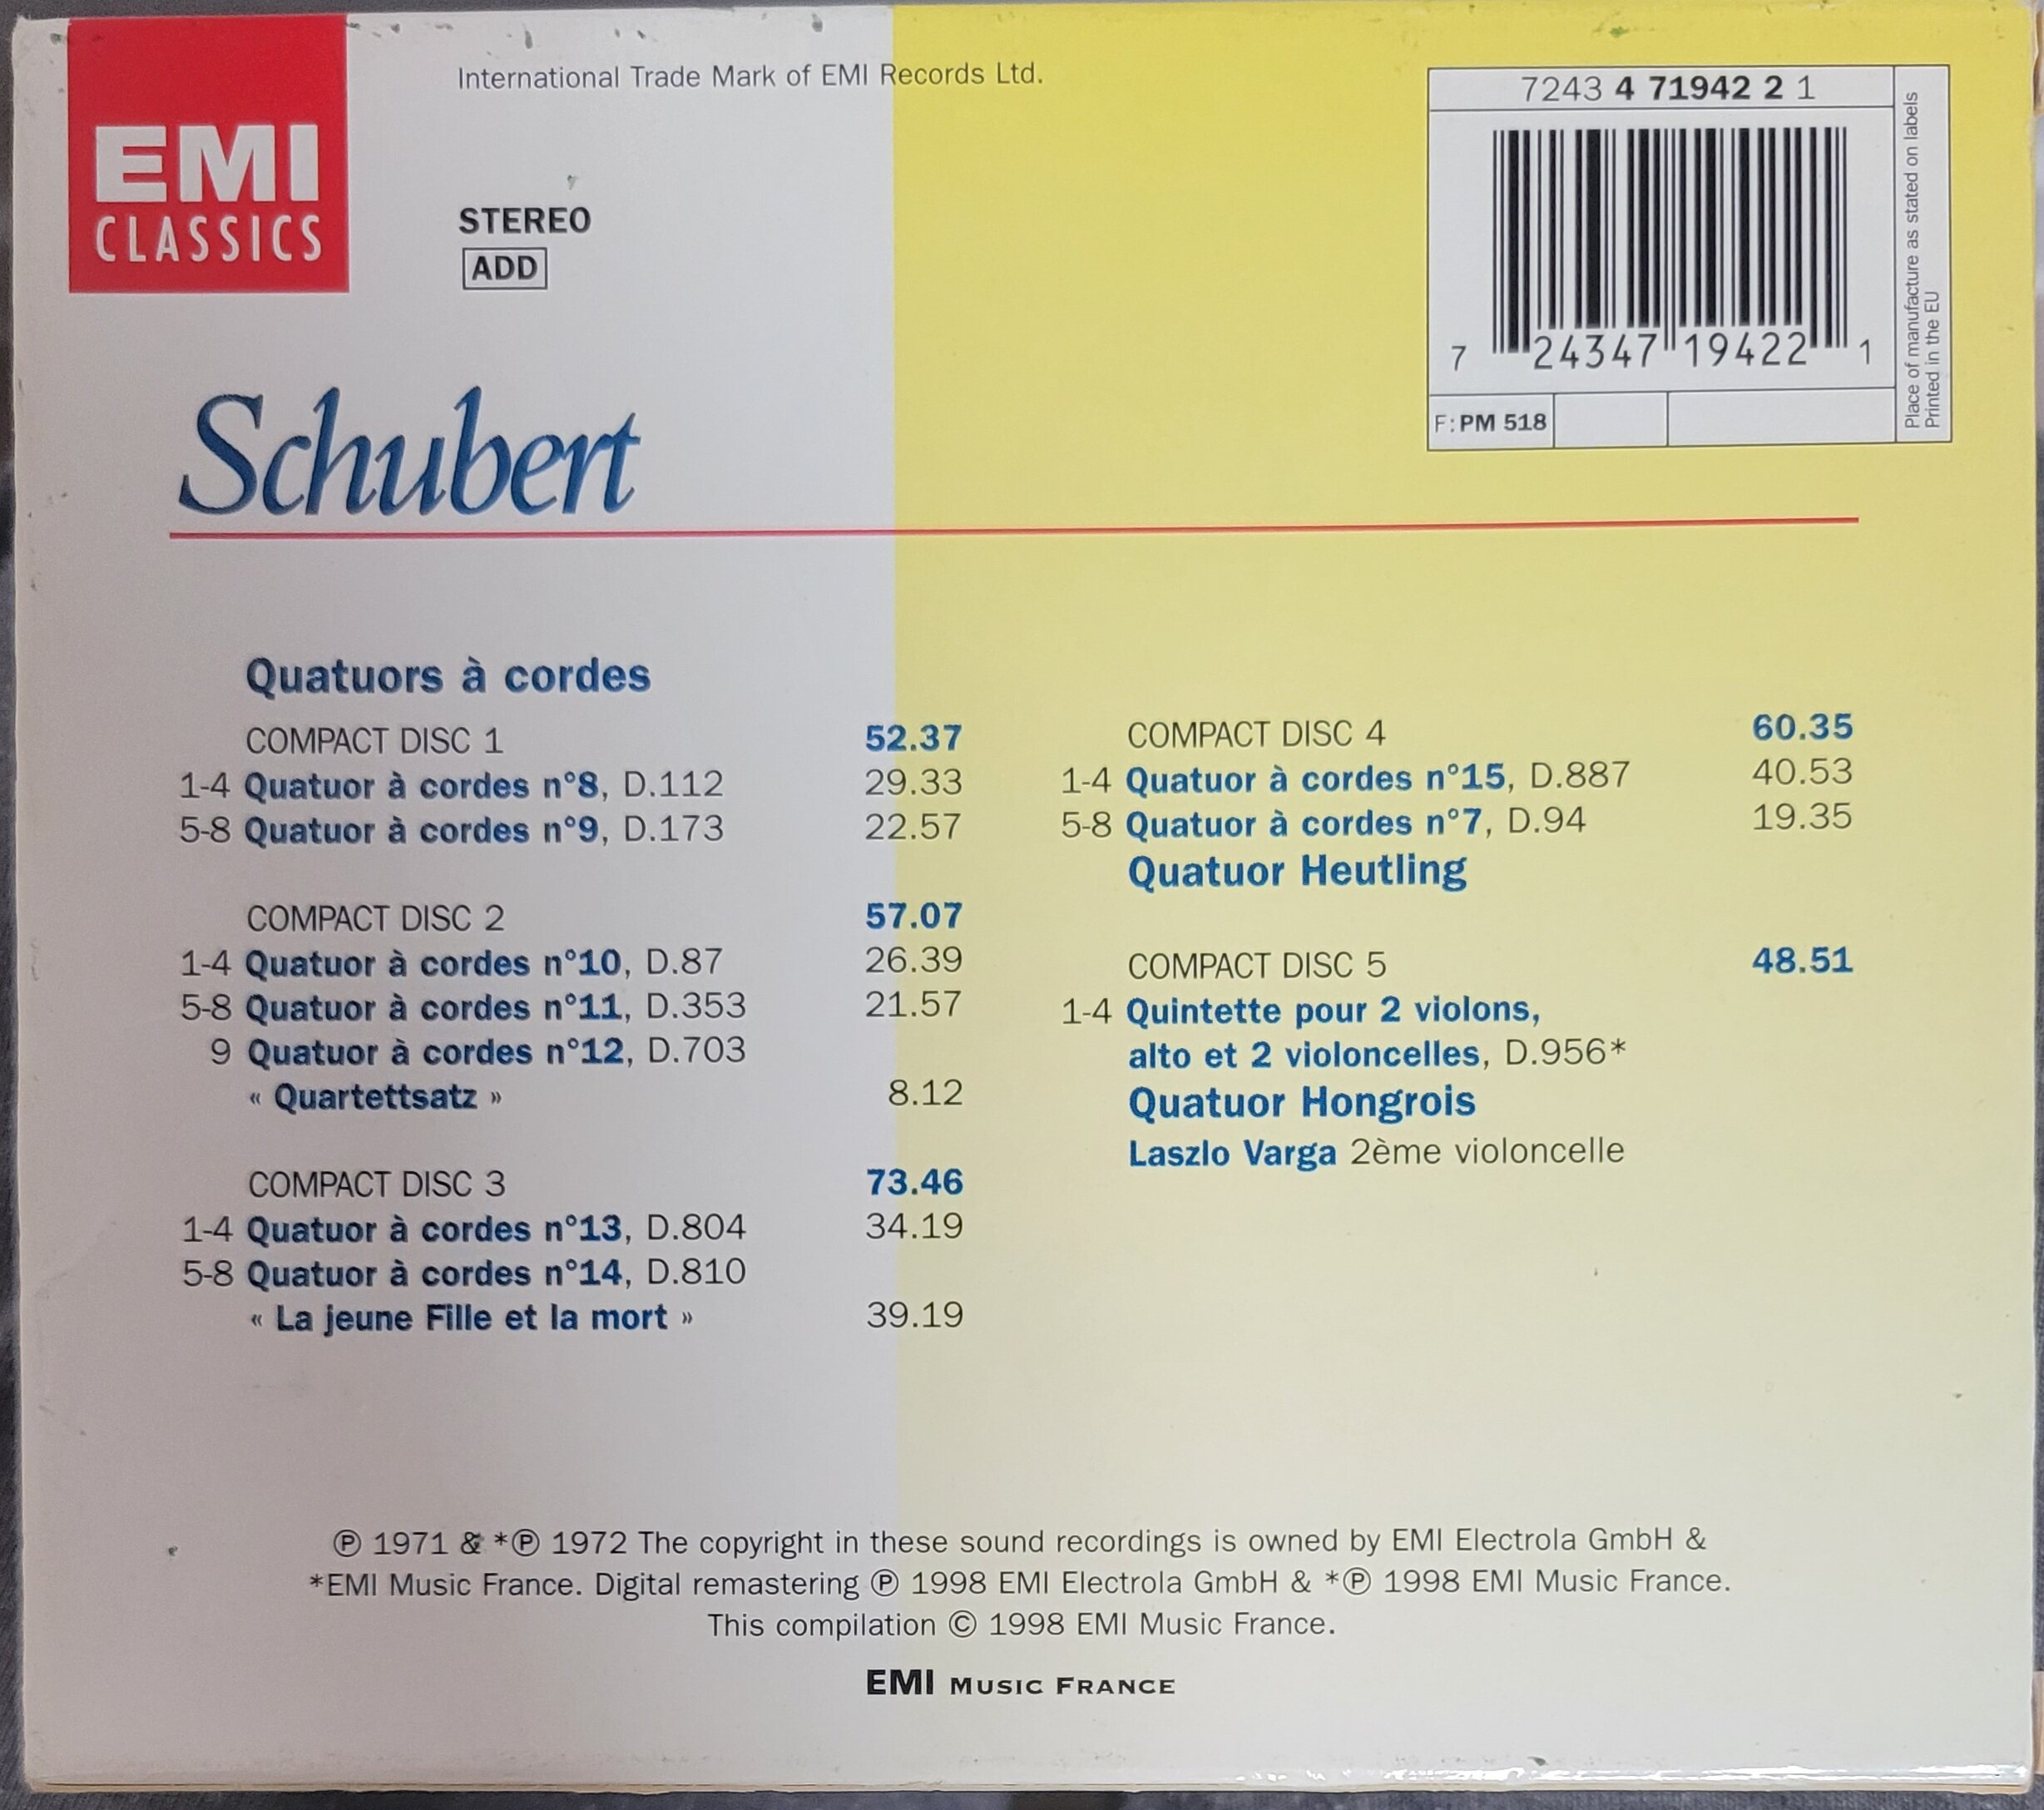 EMI
CLASSICS
International Trade Mark of EMI Records Ltd.
STEREO
ADD
7243 4 71942 2 1
7 24347 19422 1
F: PM 518
Place of manufacture as stated on labels
Printed in the EU
Schubert
Quatuors à cordes
COMPACT DISC 1 52.37
1-4 Quatuor à cordes n°8, D.112 29.33
5-8 Quatuor à cordes n°9, D.173 22.57
COMPACT DISC 2 57.07
1-4 Quatuor à cordes n°10, D.87 26.39
5-8 Quatuor à cordes n°11, D.353 21.57
9 Quatuor à cordes n°12, D.703
« Quartettsatz » 8.12
COMPACT DISC 3 73.46
1-4 Quatuor à cordes n°13, D.804 34.19
5-8 Quatuor à cordes n°14, D.810
« La jeune Fille et la mort » 39.19
COMPACT DISC 4 60.35
1-4 Quatuor à cordes n°15, D.887 40.53
5-8 Quatuor à cordes n°7, D.94 19.35
Quatuor Heutling
COMPACT DISC 5 48.51
1-4 Quintette pour 2 violons,
alto et 2 violoncelles, D.956*
Quatuor Hongrois
Laszlo Varga 2ème violoncelle
℗ 1971 & *℗ 1972 The copyright in these sound recordings is owned by EMI Electrola GmbH &
*EMI Music France. Digital remastering ℗ 1998 EMI Electrola GmbH & *℗ 1998 EMI Music France.
This compilation © 1998 EMI Music France.
EMI MUSIC FRANCE